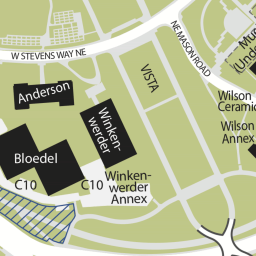 W STEVENS WAY NE
NE MASON ROAD
VISTA
Anderson
Winken-
werder
Bloedel
C10
C10
Winken-
werder
Annex
Wilson
Ceramic
Wilson
Annex
(Unde